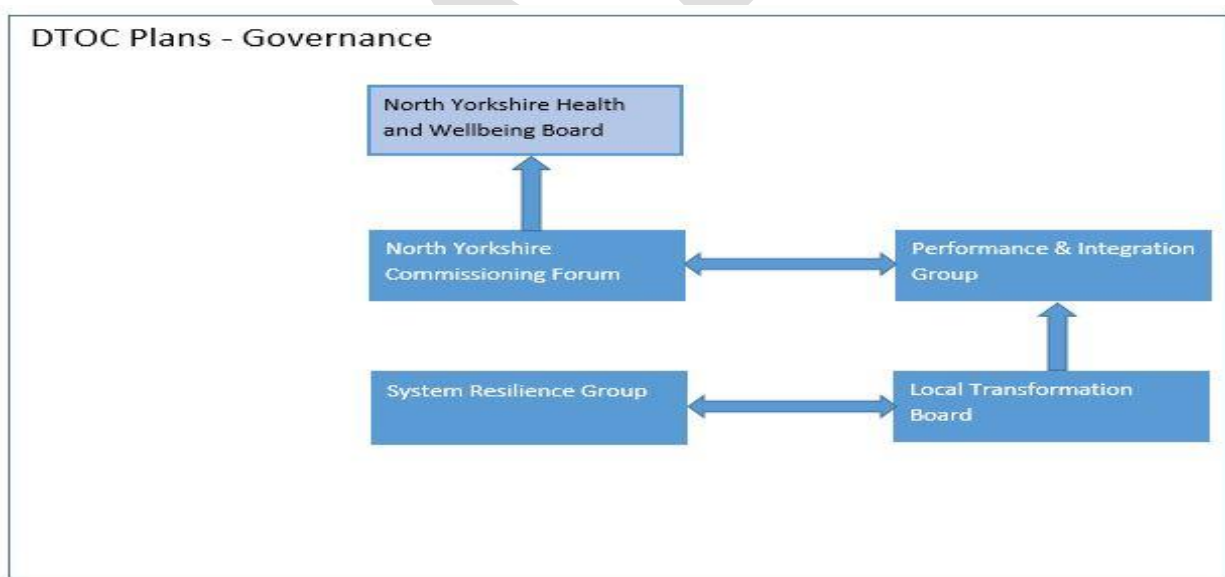 DTOC Plans - Governance
North Yorkshire Health
and Wellbeing Board
North Yorkshire
Commissioning Forum
Performance & Integration
Group
System Resilience Group
Local Transformation
Board